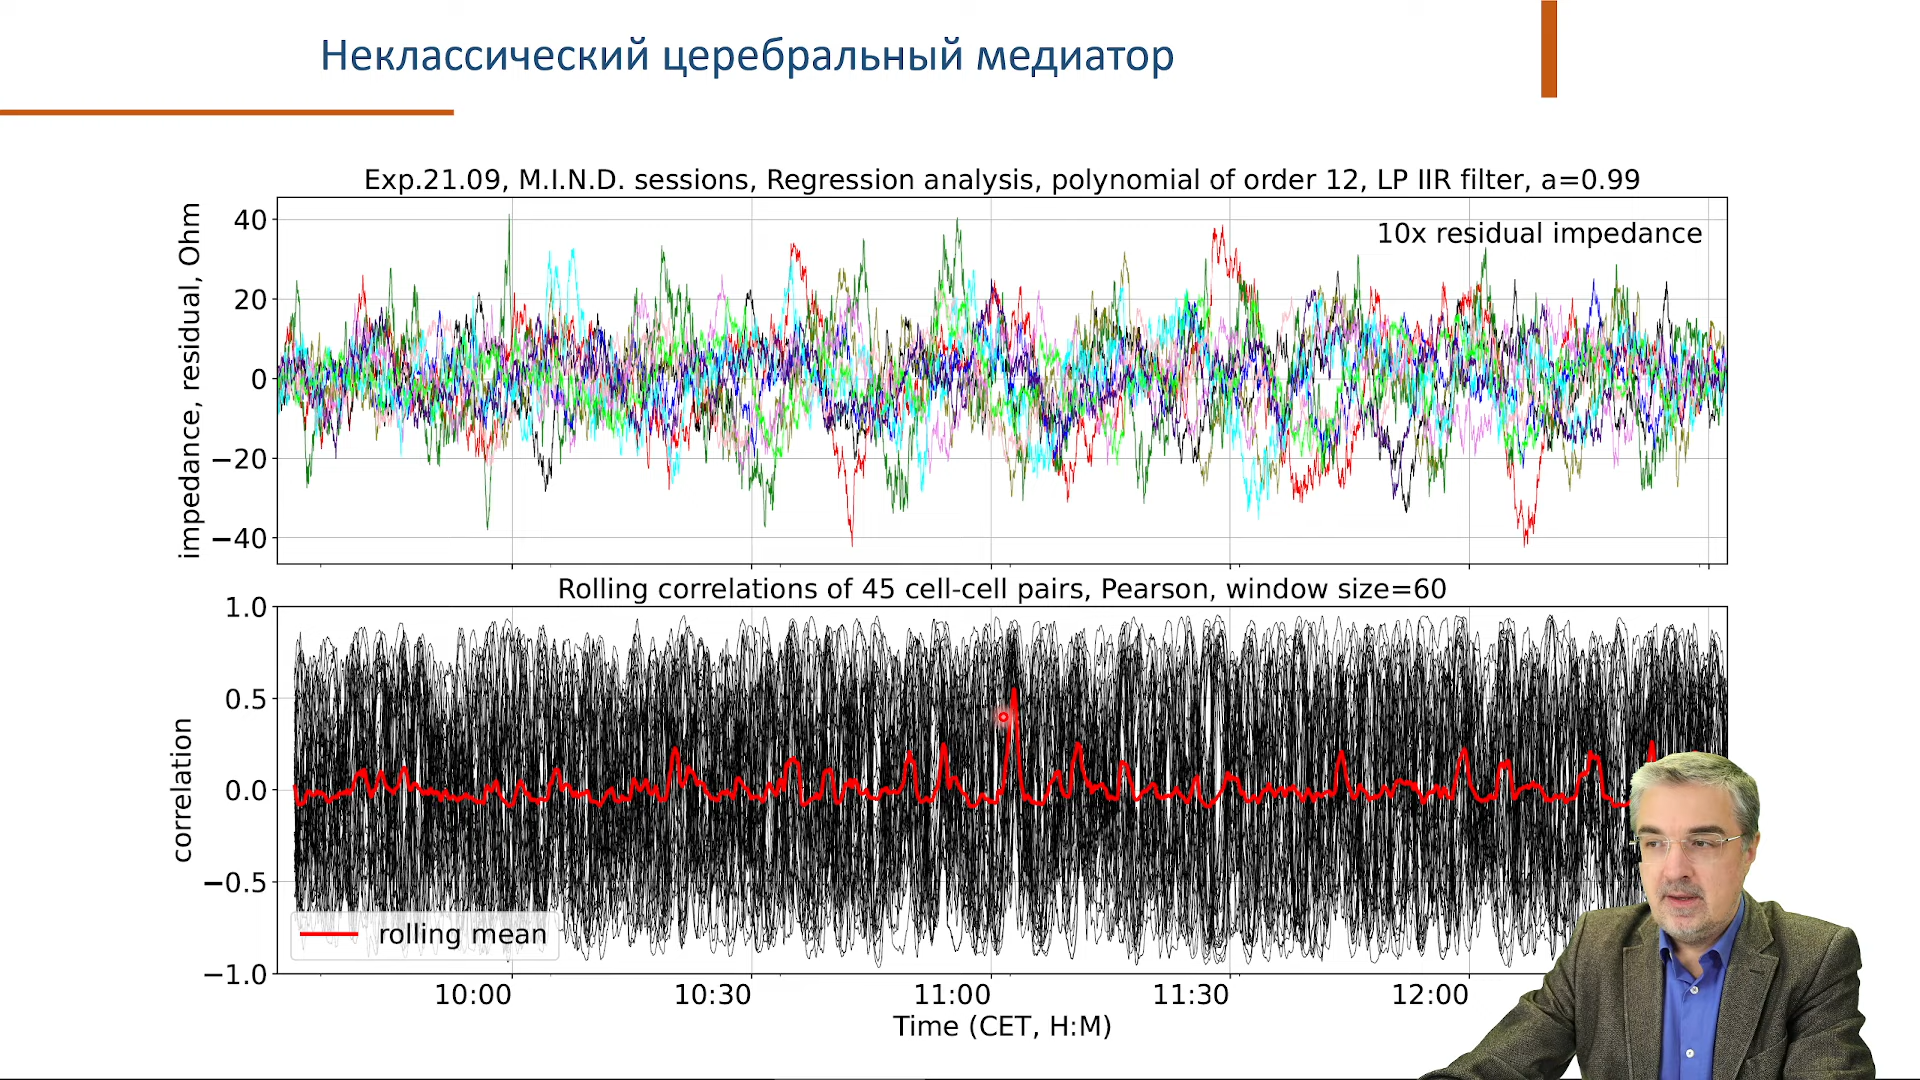 Неклассический церебральный медиатор
Exp.21.09, M.I.N.D. sessions, Regression analysis, polynomial of order 12, LP IIR filter, a=0.99
impedance, residual, Ohm
40
20
0
−20
−40
10x residual impedance
Rolling correlations of 45 cell-cell pairs, Pearson, window size=60
correlation
1.0
0.5
0.0
−0.5
−1.0
rolling mean
10:00 10:30 11:00 11:30 12:00
Time (CET, H:M)